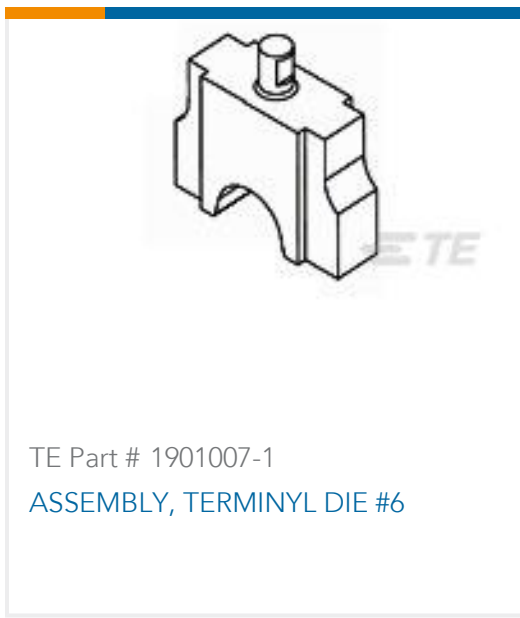 TE
TE Part # 1901007-1
ASSEMBLY, TERMINYL DIE #6